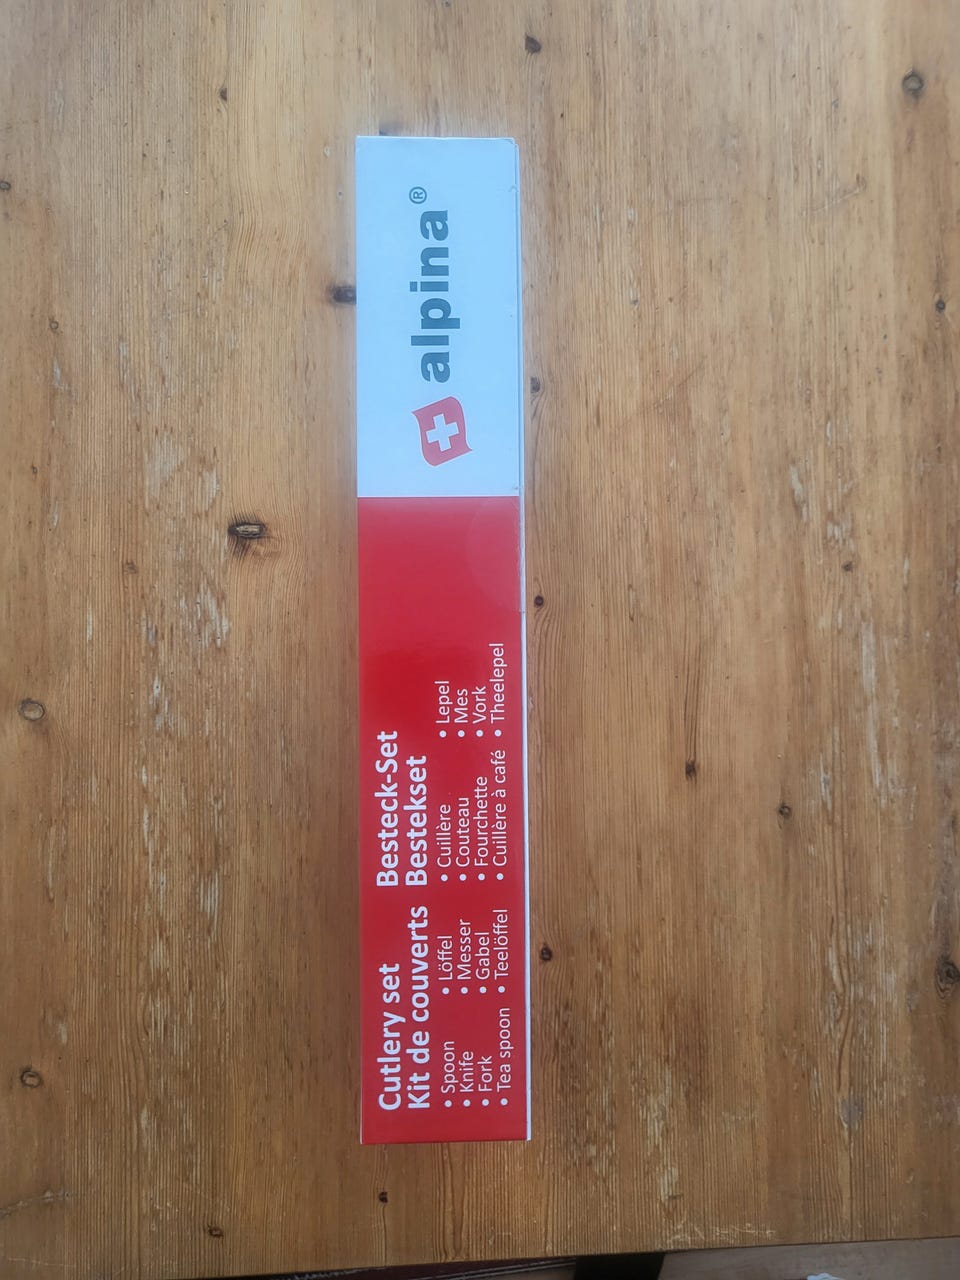 Cutlery set
Kit de couverts
Besteck-Set
Bestekset
• Spoon
• Knife
• Fork
• Tea spoon
• Löffel
• Messer
• Gabel
• Teelöffel
• Cuillère
• Couteau
• Fourchette
• Cuillère à café
• Lepel
• Mes
• Vork
• Theelepel
alpina®